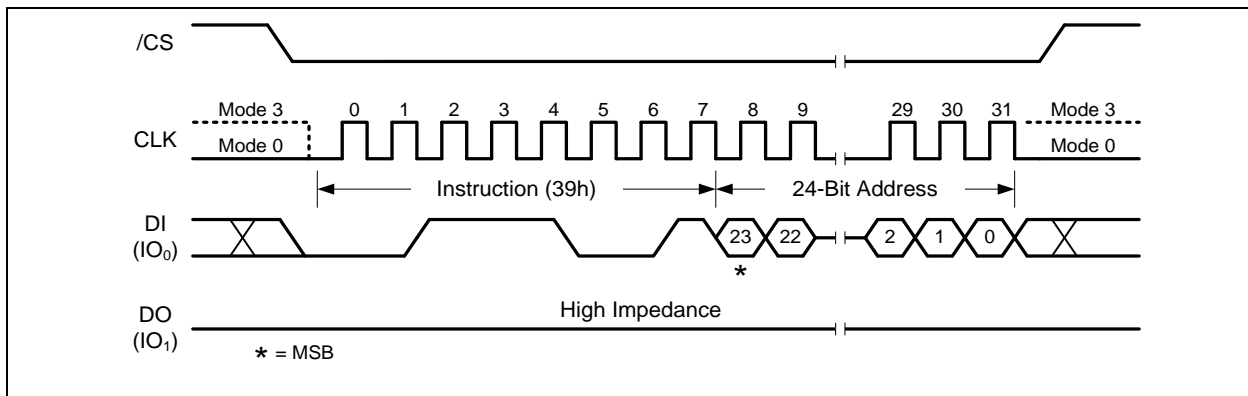 /CS
Mode 3 0 1 2 3 4 5 6 7 8 9 29 30 31 Mode 3
CLK
Mode 0 Mode 0
Instruction (39h) 24-Bit Address
DI
(IO0)
23 22 2 1 0
*
High Impedance
DO
(IO1)
* = MSB